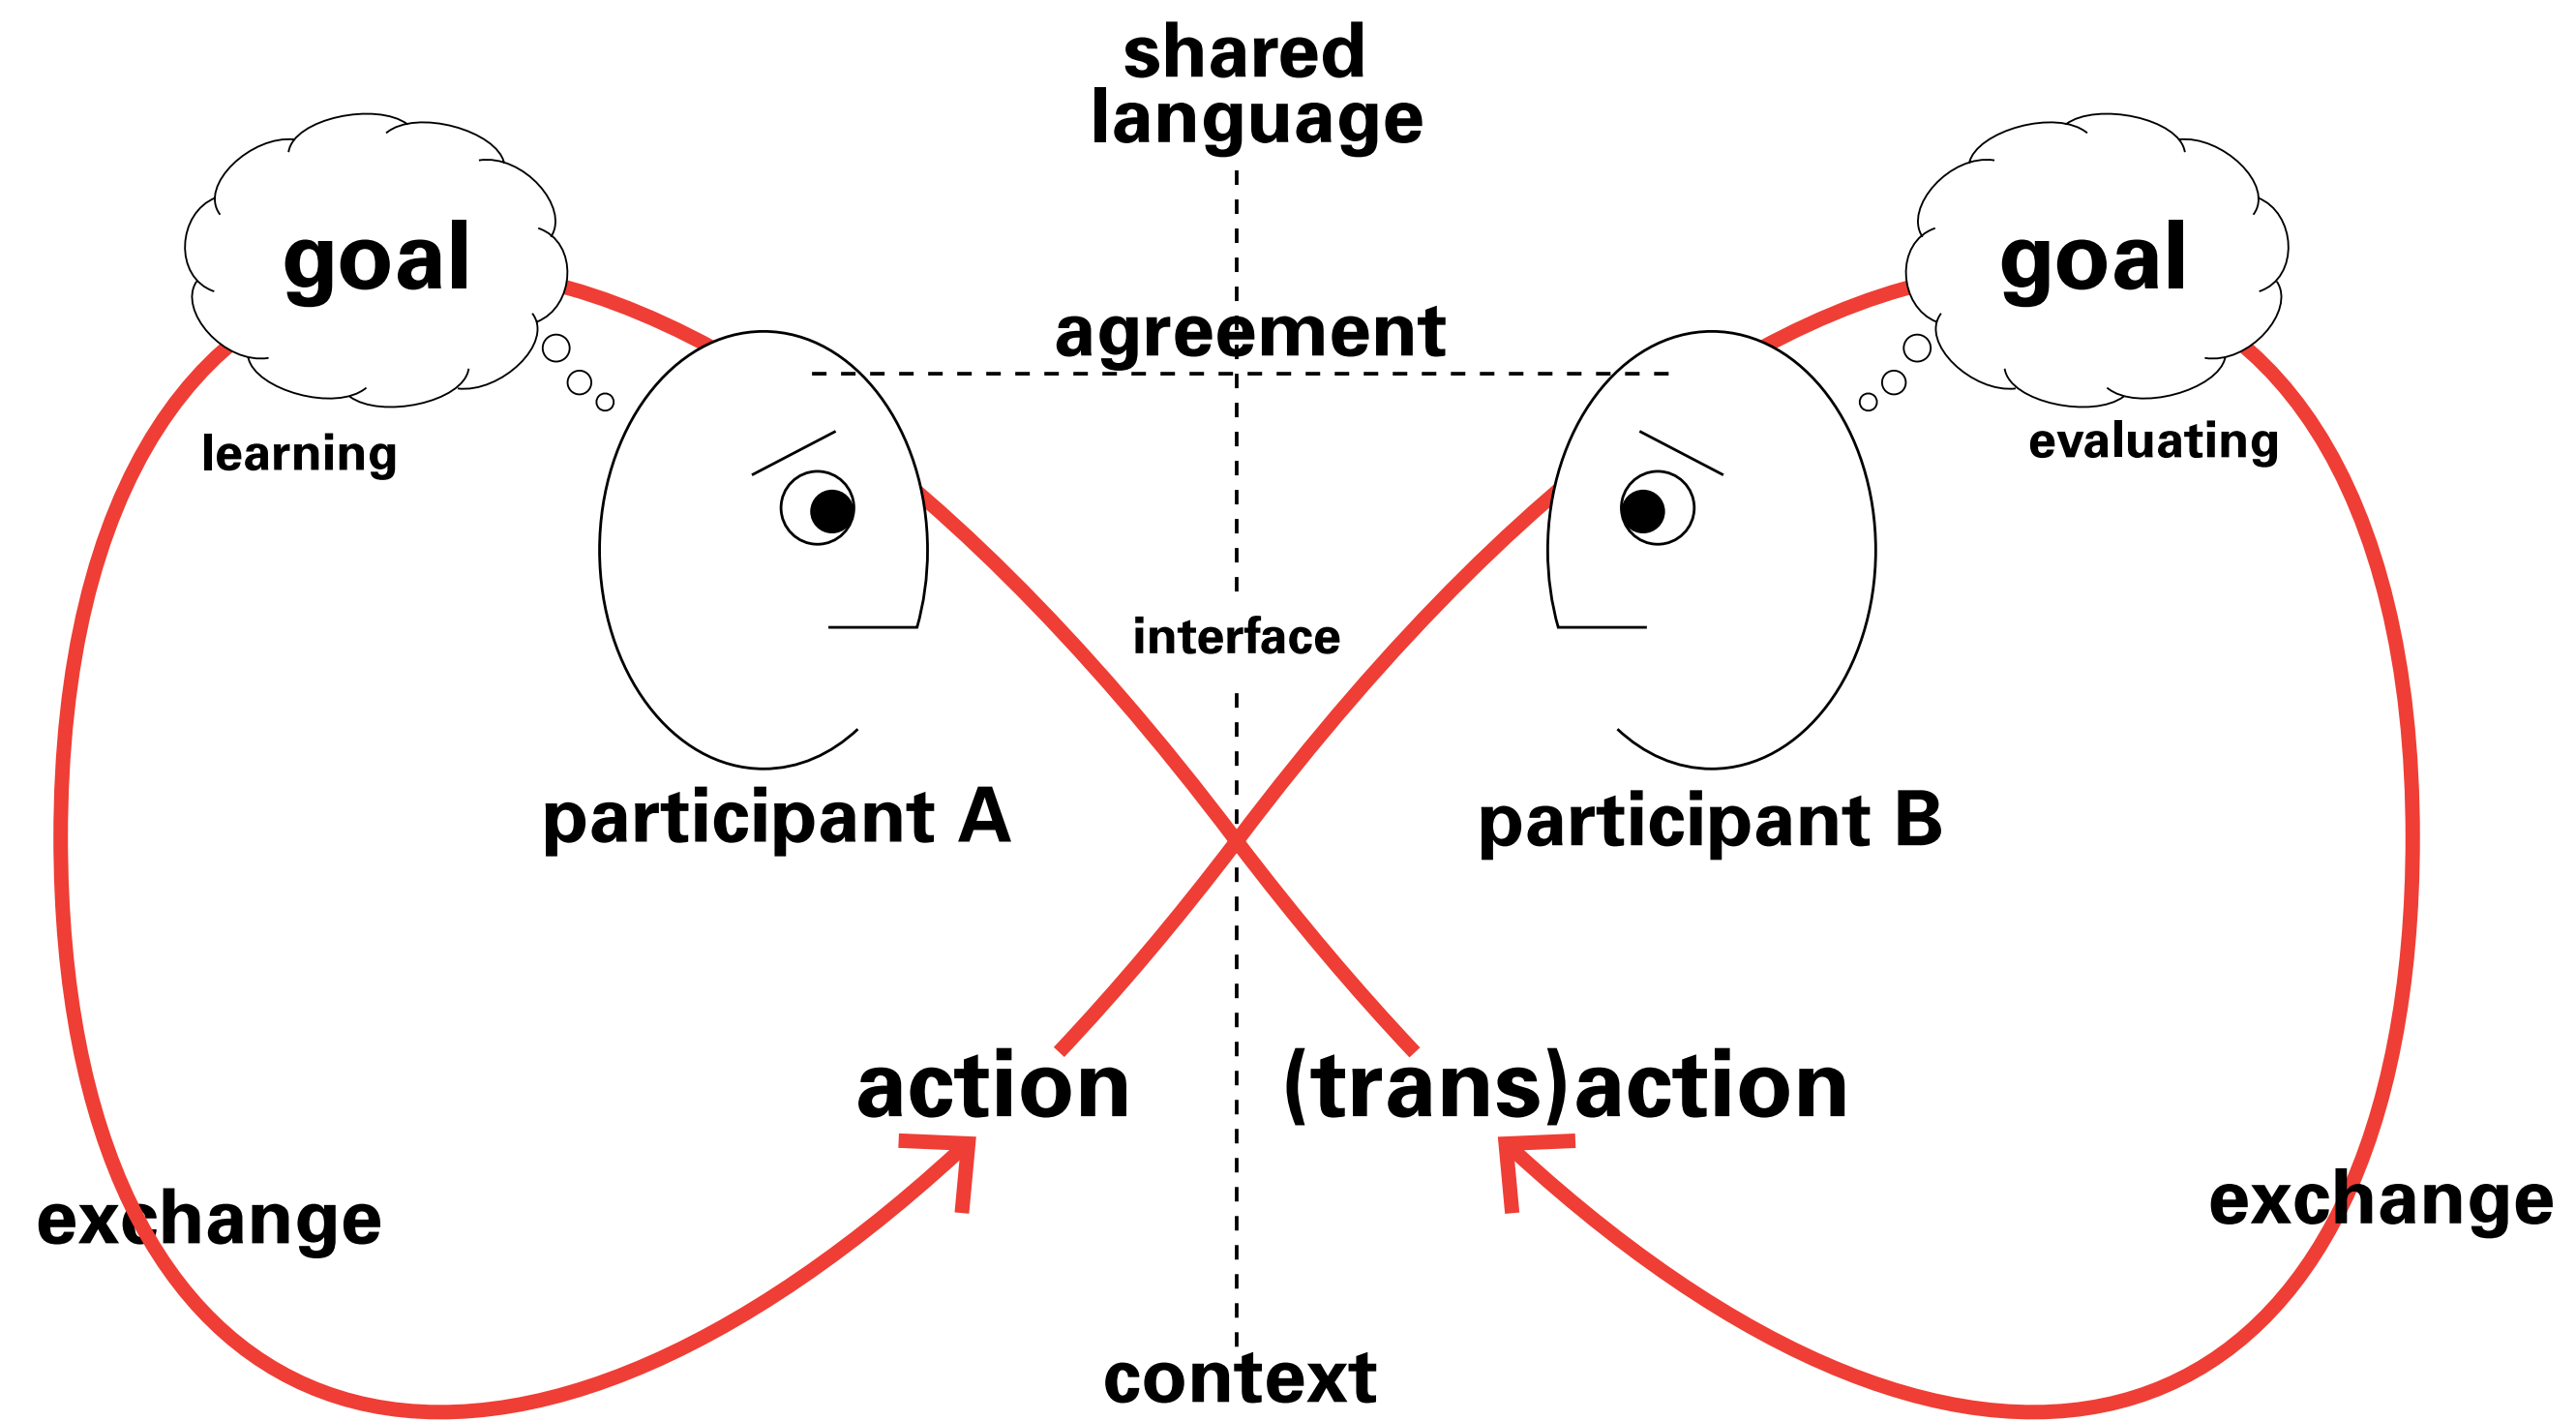 shared
language
goal
goal
agreement
learning
evaluating
interface
participant A
participant B
action
(trans)action
exchange
exchange
context